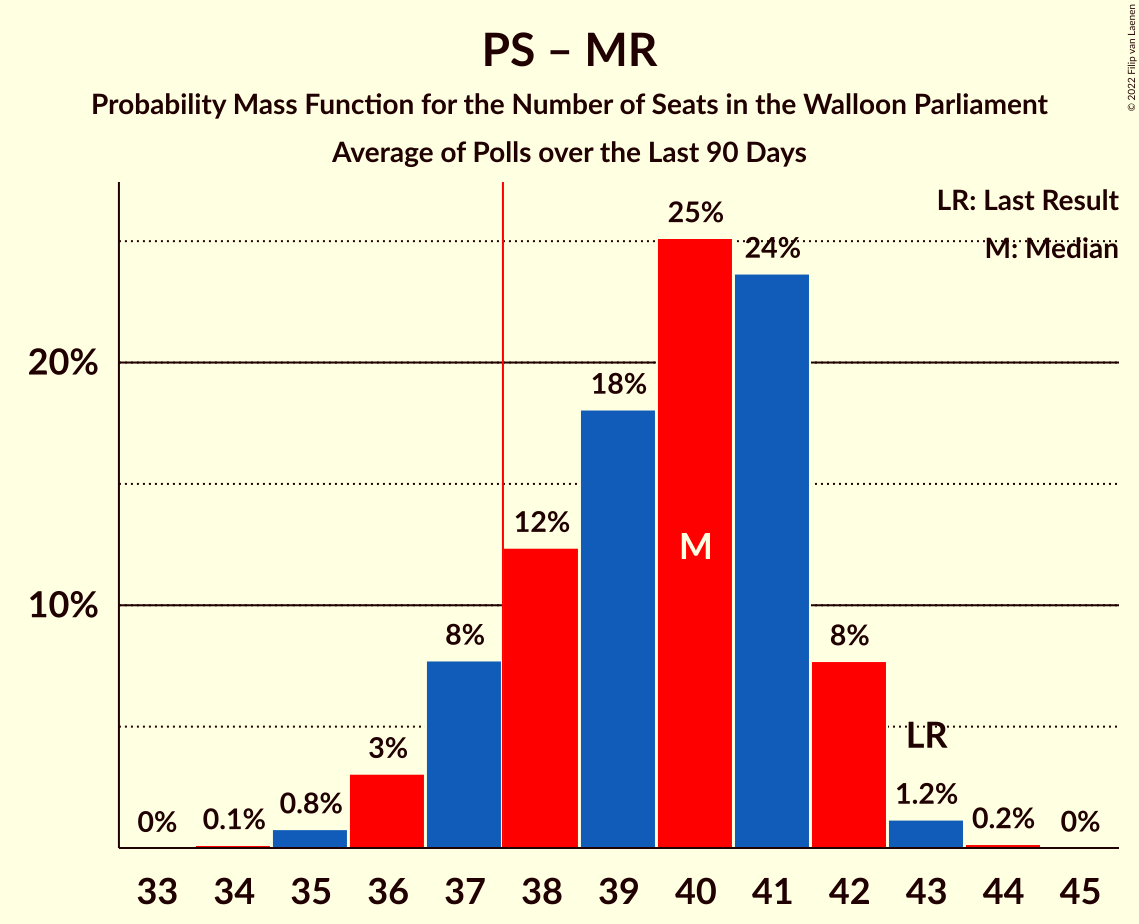 PS – MR
Probability Mass Function for the Number of Seats in the Walloon Parliament
Average of Polls over the Last 90 Days
© 2022 Filip van Laenen
LR: Last Result
M: Median
20%
10%
0%
0.1%
0.8%
3%
8%
12%
18%
25%
24%
8%
1.2%
0.2%
0%
M
LR
33 34 35 36 37 38 39 40 41 42 43 44 45